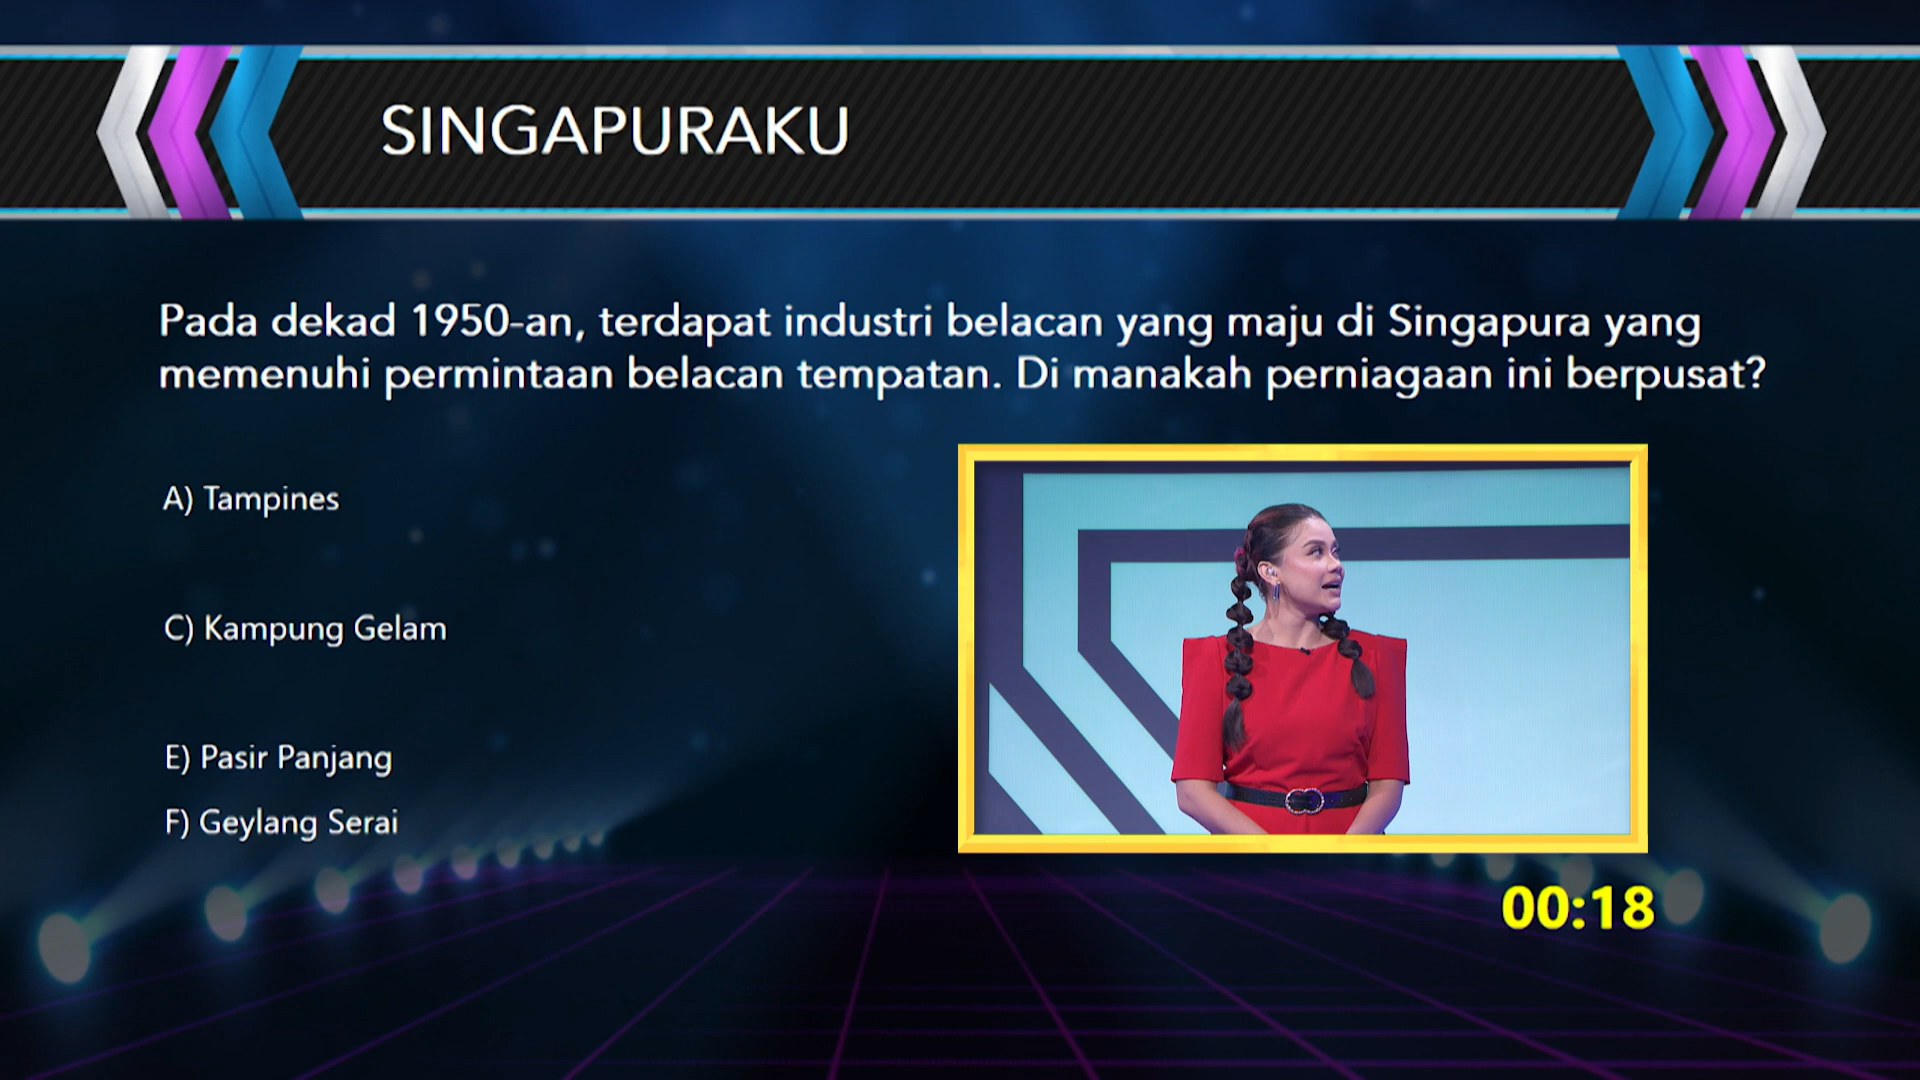 SINGAPURAKU
Pada dekad 1950-an, terdapat industri belacan yang maju di Singapura yang
memenuhi permintaan belacan tempatan. Di manakah perniagaan ini berpusat?
A) Tampines
C) Kampung Gelam
E) Pasir Panjang
F) Geylang Serai
00:18